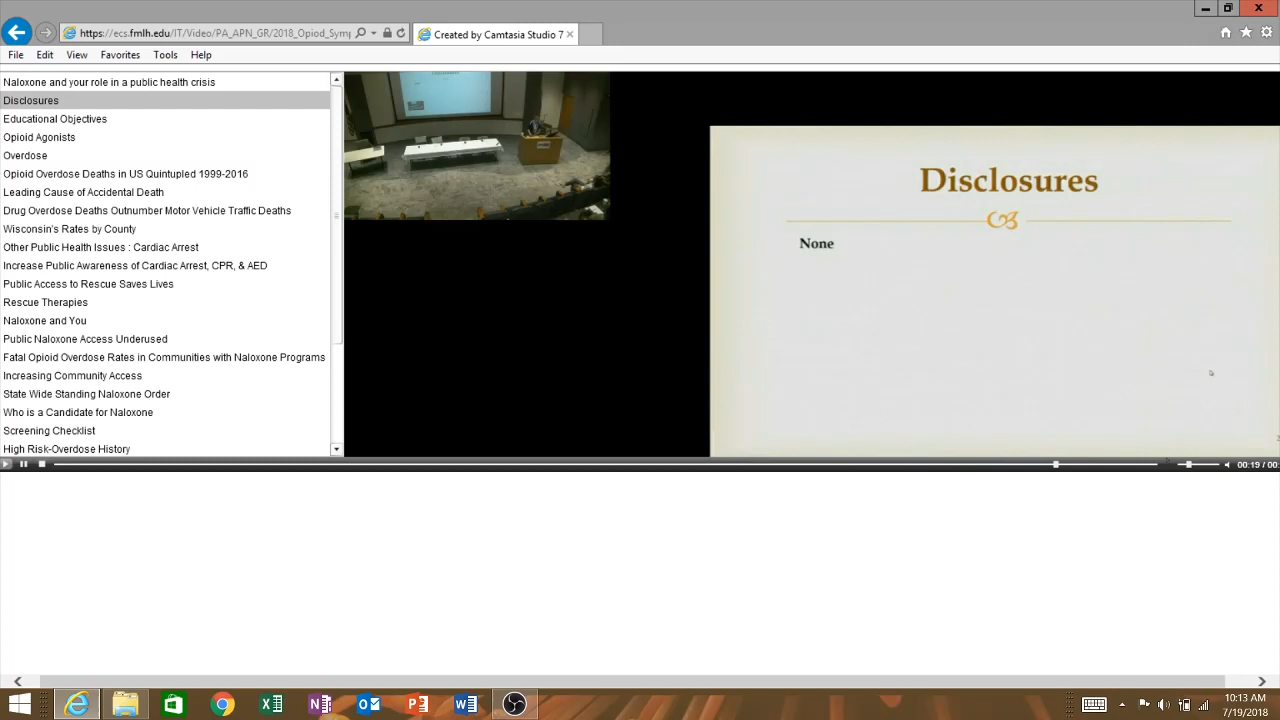 https://ecs.fmlh.edu/IT/Video/PA_APN_GR/2018_Opiod_Symp
Created by Camtasia Studio 7
File Edit View Favorites Tools Help
Naloxone and your role in a public health crisis
Disclosures
Educational Objectives
Opioid Agonists
Overdose
Opioid Overdose Deaths in US Quintupled 1999-2016
Leading Cause of Accidental Death
Drug Overdose Deaths Outnumber Motor Vehicle Traffic Deaths
Wisconsin's Rates by County
Other Public Health Issues : Cardiac Arrest
Increase Public Awareness of Cardiac Arrest, CPR, & AED
Public Access to Rescue Saves Lives
Rescue Therapies
Naloxone and You
Public Naloxone Access Underused
Fatal Opioid Overdose Rates in Communities with Naloxone Programs
Increasing Community Access
State Wide Standing Naloxone Order
Who is a Candidate for Naloxone
Screening Checklist
High Risk-Overdose History
Disclosures
None
00:19 / 00:
10:13 AM
7/19/2018